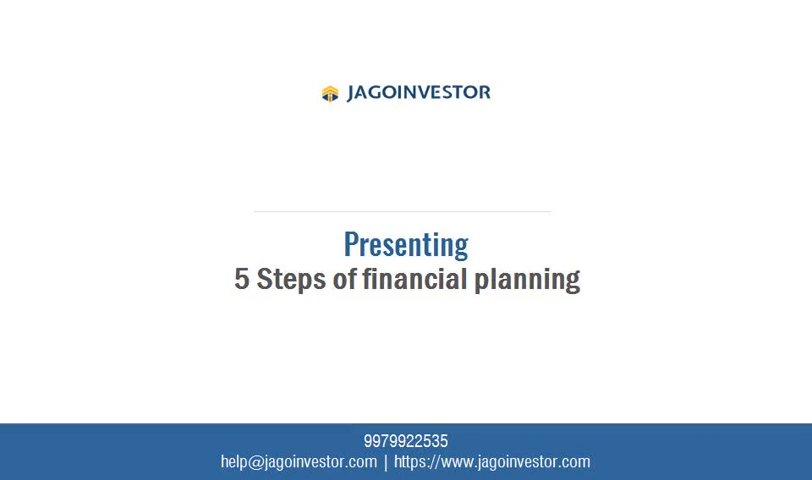 JAGOINVESTOR
Presenting
5 Steps of financial planning
9979922535
help@jagoinvestor.com | https://www.jagoinvestor.com